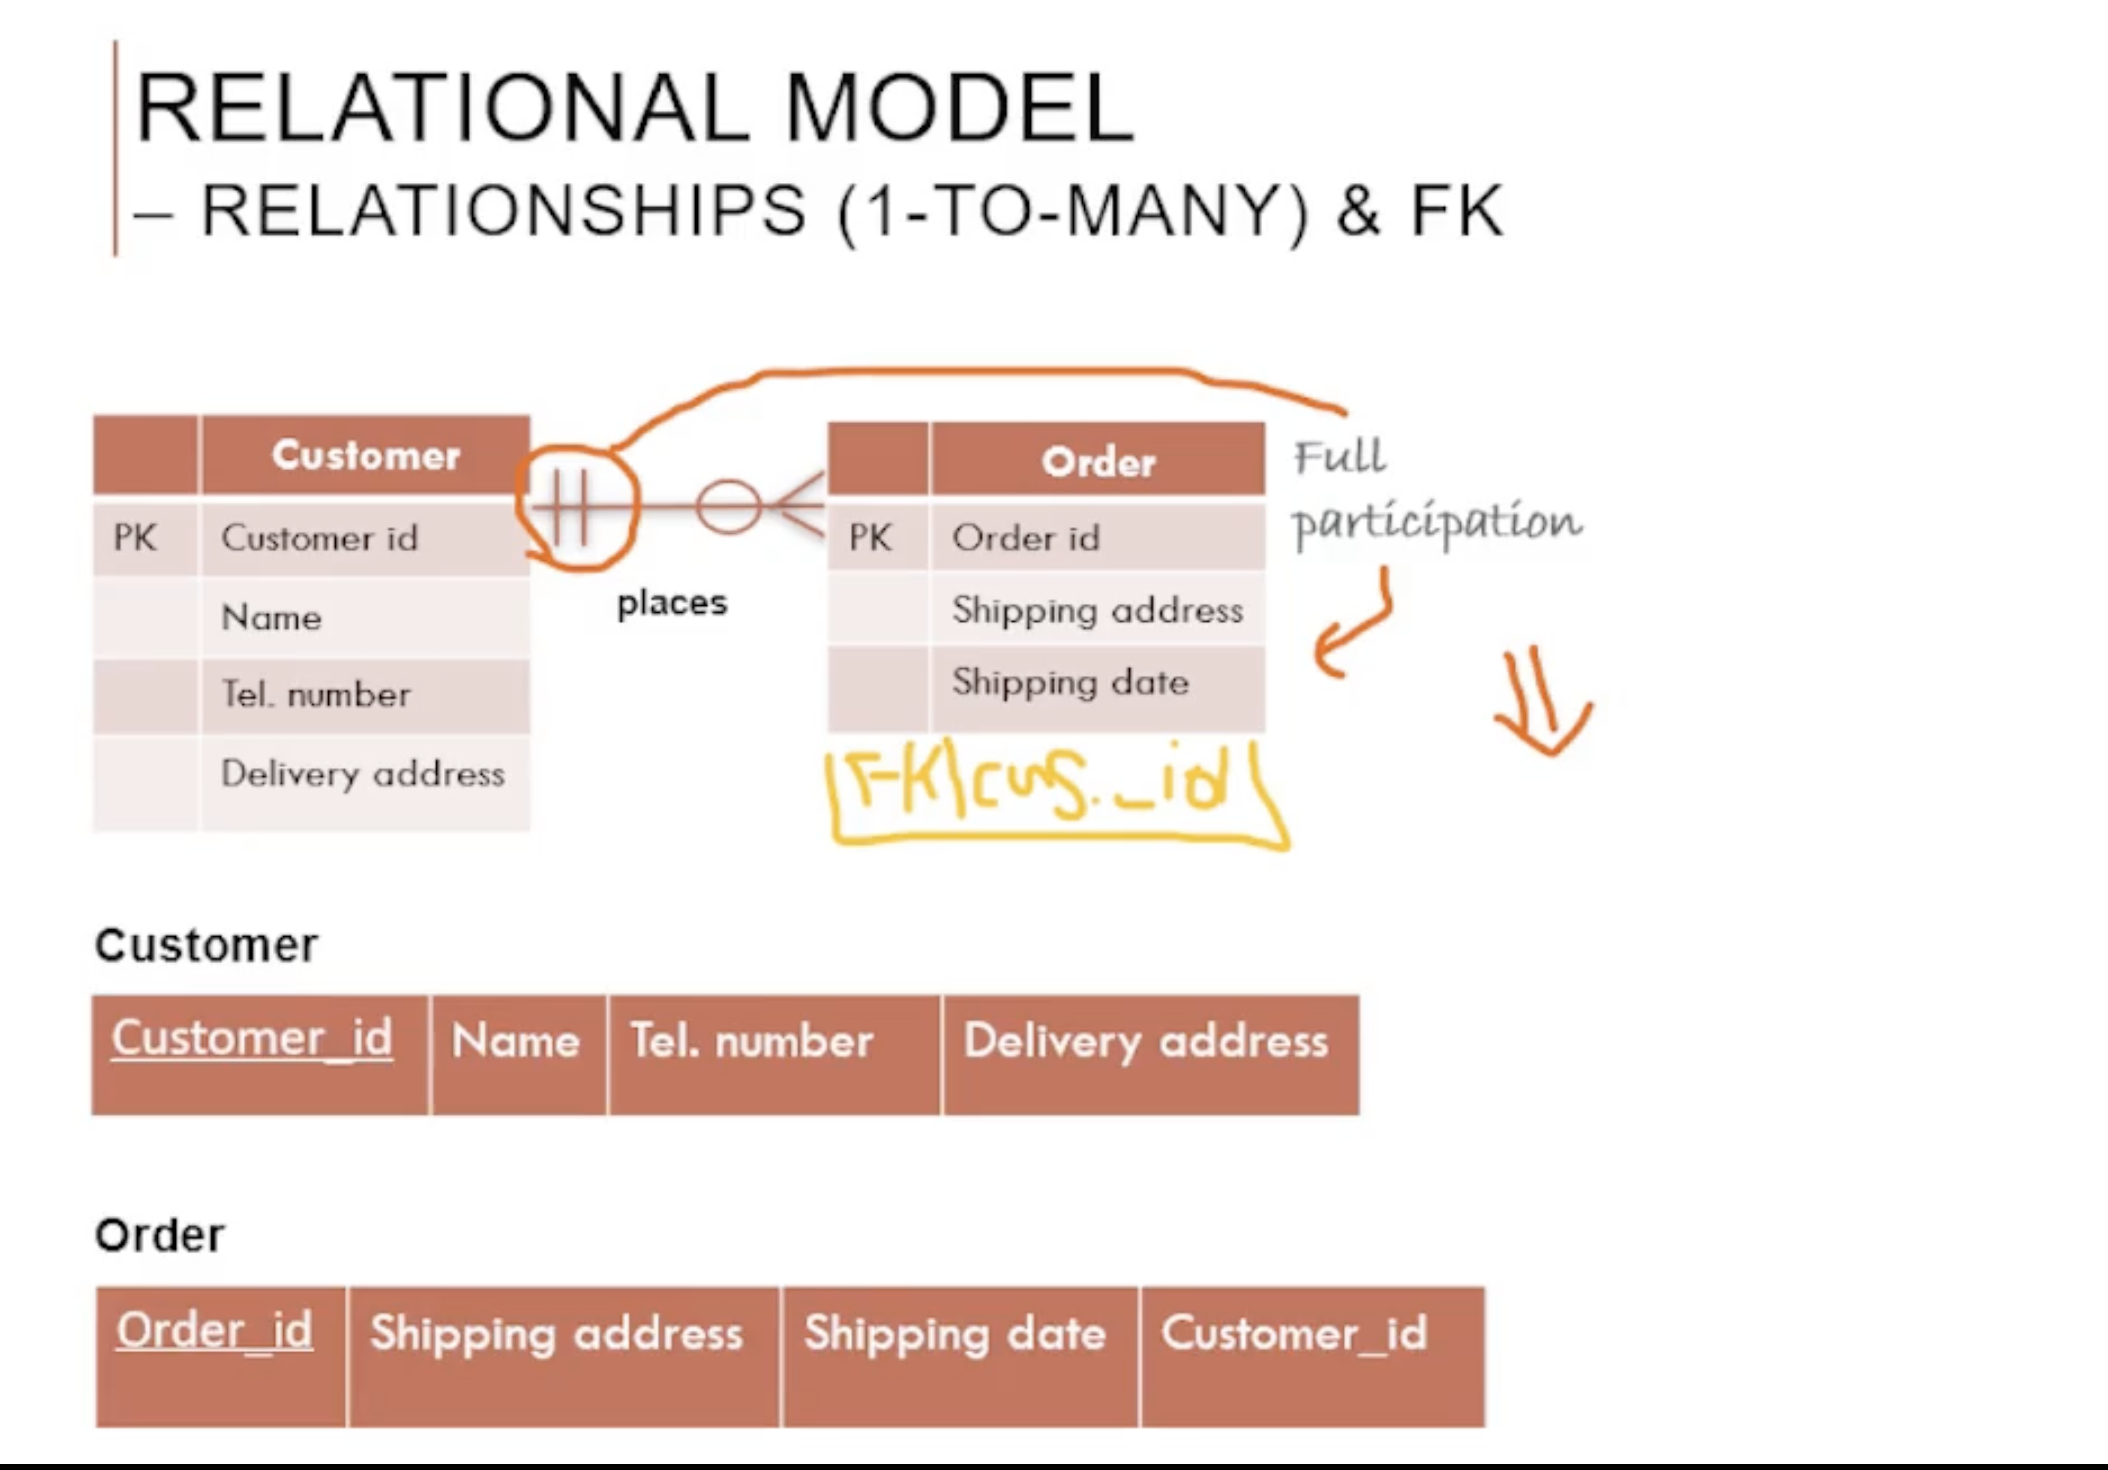 RELATIONAL MODEL
– RELATIONSHIPS (1-TO-MANY) & FK
Customer
PK Customer id
Name
Tel. number
Delivery address
places
Order
PK Order id
Shipping address
Shipping date
FK cus._id
Full
participation
Customer
Customer_id Name Tel. number Delivery address
Order
Order_id Shipping address Shipping date Customer_id